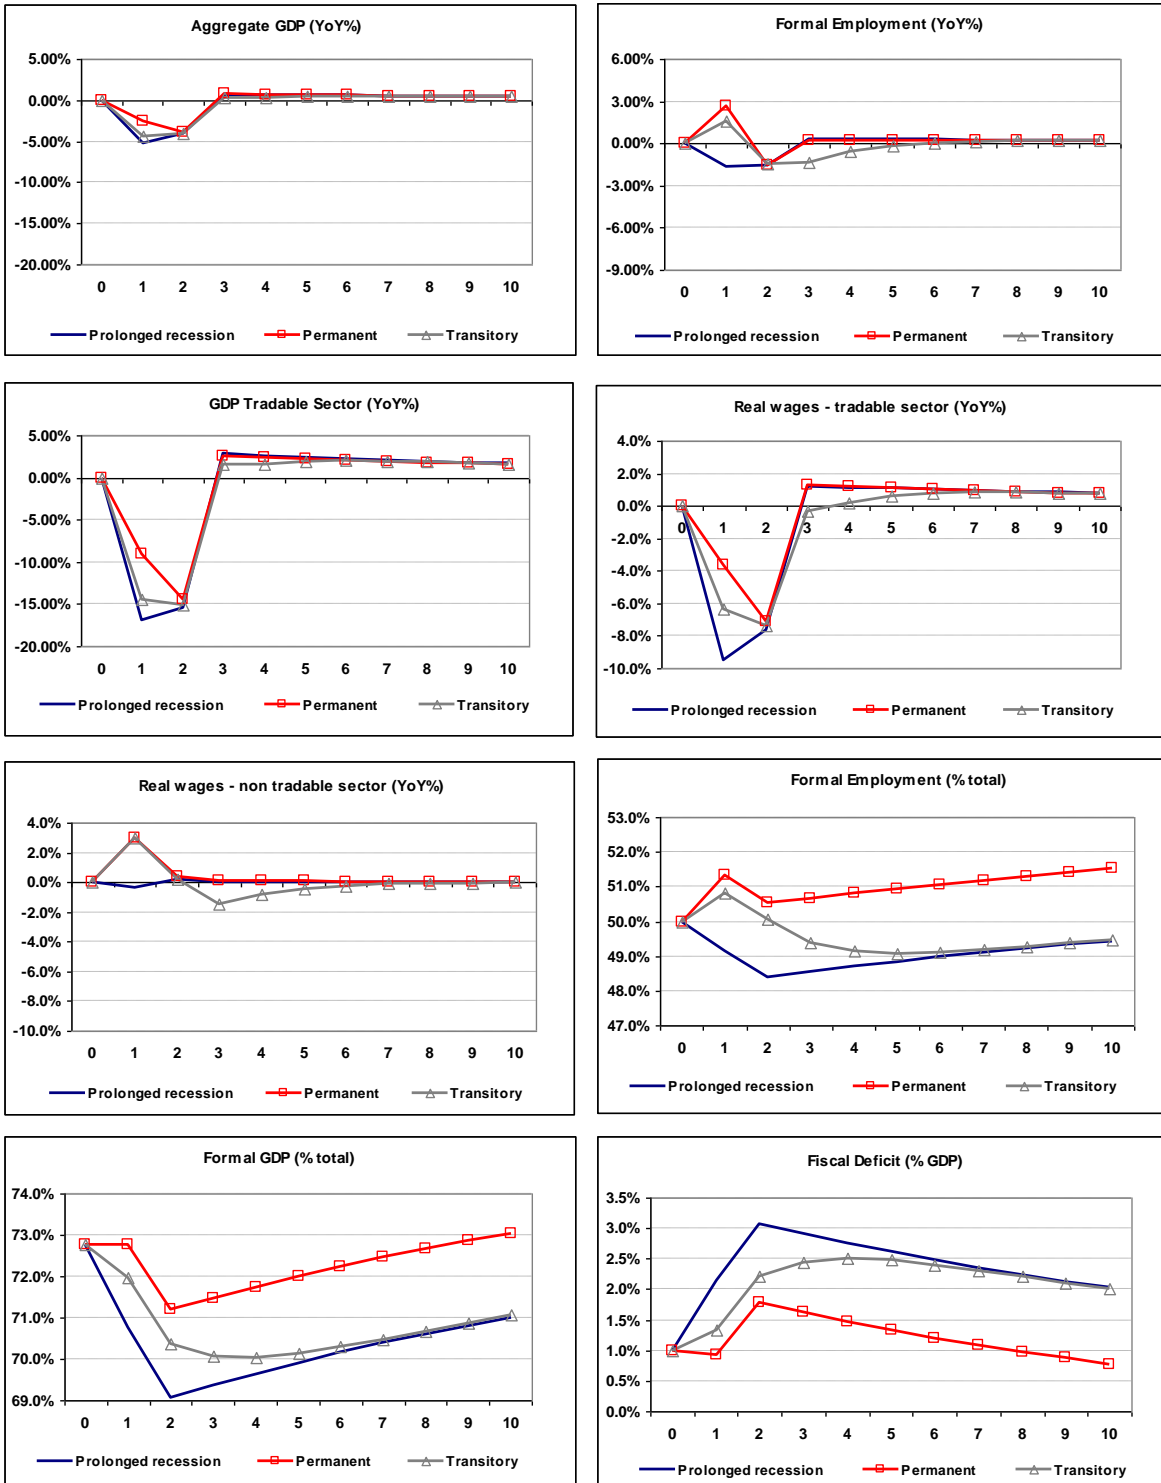 Aggregate GDP (YoY%)
5.00%
0.00%
-5.00%
-10.00%
-15.00%
-20.00%
0 1 2 3 4 5 6 7 8 9 10
Prolonged recession Permanent Transitory
Formal Employment (YoY%)
6.00%
3.00%
0.00%
-3.00%
-6.00%
-9.00%
0 1 2 3 4 5 6 7 8 9 10
Prolonged recession Permanent Transitory
GDP Tradable Sector (YoY%)
5.00%
0.00%
-5.00%
-10.00%
-15.00%
-20.00%
0 1 2 3 4 5 6 7 8 9 10
Prolonged recession Permanent Transitory
Real wages - tradable sector (YoY%)
4.0%
2.0%
0.0%
-2.0%
-4.0%
-6.0%
-8.0%
-10.0%
0 1 2 3 4 5 6 7 8 9 10
Prolonged recession Permanent Transitory
Real wages - non tradable sector (YoY%)
4.0%
2.0%
0.0%
-2.0%
-4.0%
-6.0%
-8.0%
-10.0%
0 1 2 3 4 5 6 7 8 9 10
Prolonged recession Permanent Transitory
Formal Employment (% total)
53.0%
52.0%
51.0%
50.0%
49.0%
48.0%
47.0%
0 1 2 3 4 5 6 7 8 9 10
Prolonged recession Permanent Transitory
Formal GDP (% total)
74.0%
73.0%
72.0%
71.0%
70.0%
69.0%
0 1 2 3 4 5 6 7 8 9 10
Prolonged recession Permanent Transitory
Fiscal Deficit (% GDP)
3.5%
3.0%
2.5%
2.0%
1.5%
1.0%
0.5%
0.0%
0 1 2 3 4 5 6 7 8 9 10
Prolonged recession Permanent Transitory